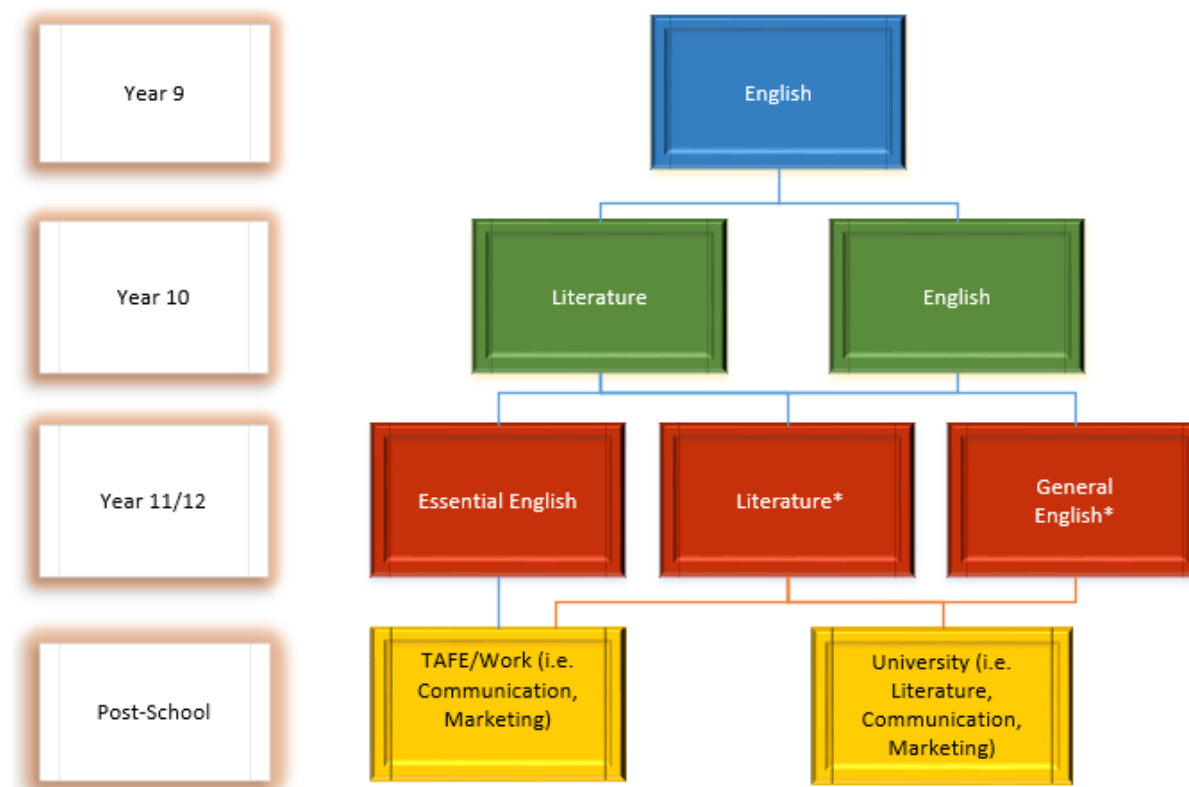 Year 9
English
Year 10
Literature
English
Year 11/12
Essential English
Literature*
General
English*
Post-School
TAFE/Work (i.e.
Communication,
Marketing)
University (i.e.
Literature,
Communication,
Marketing)